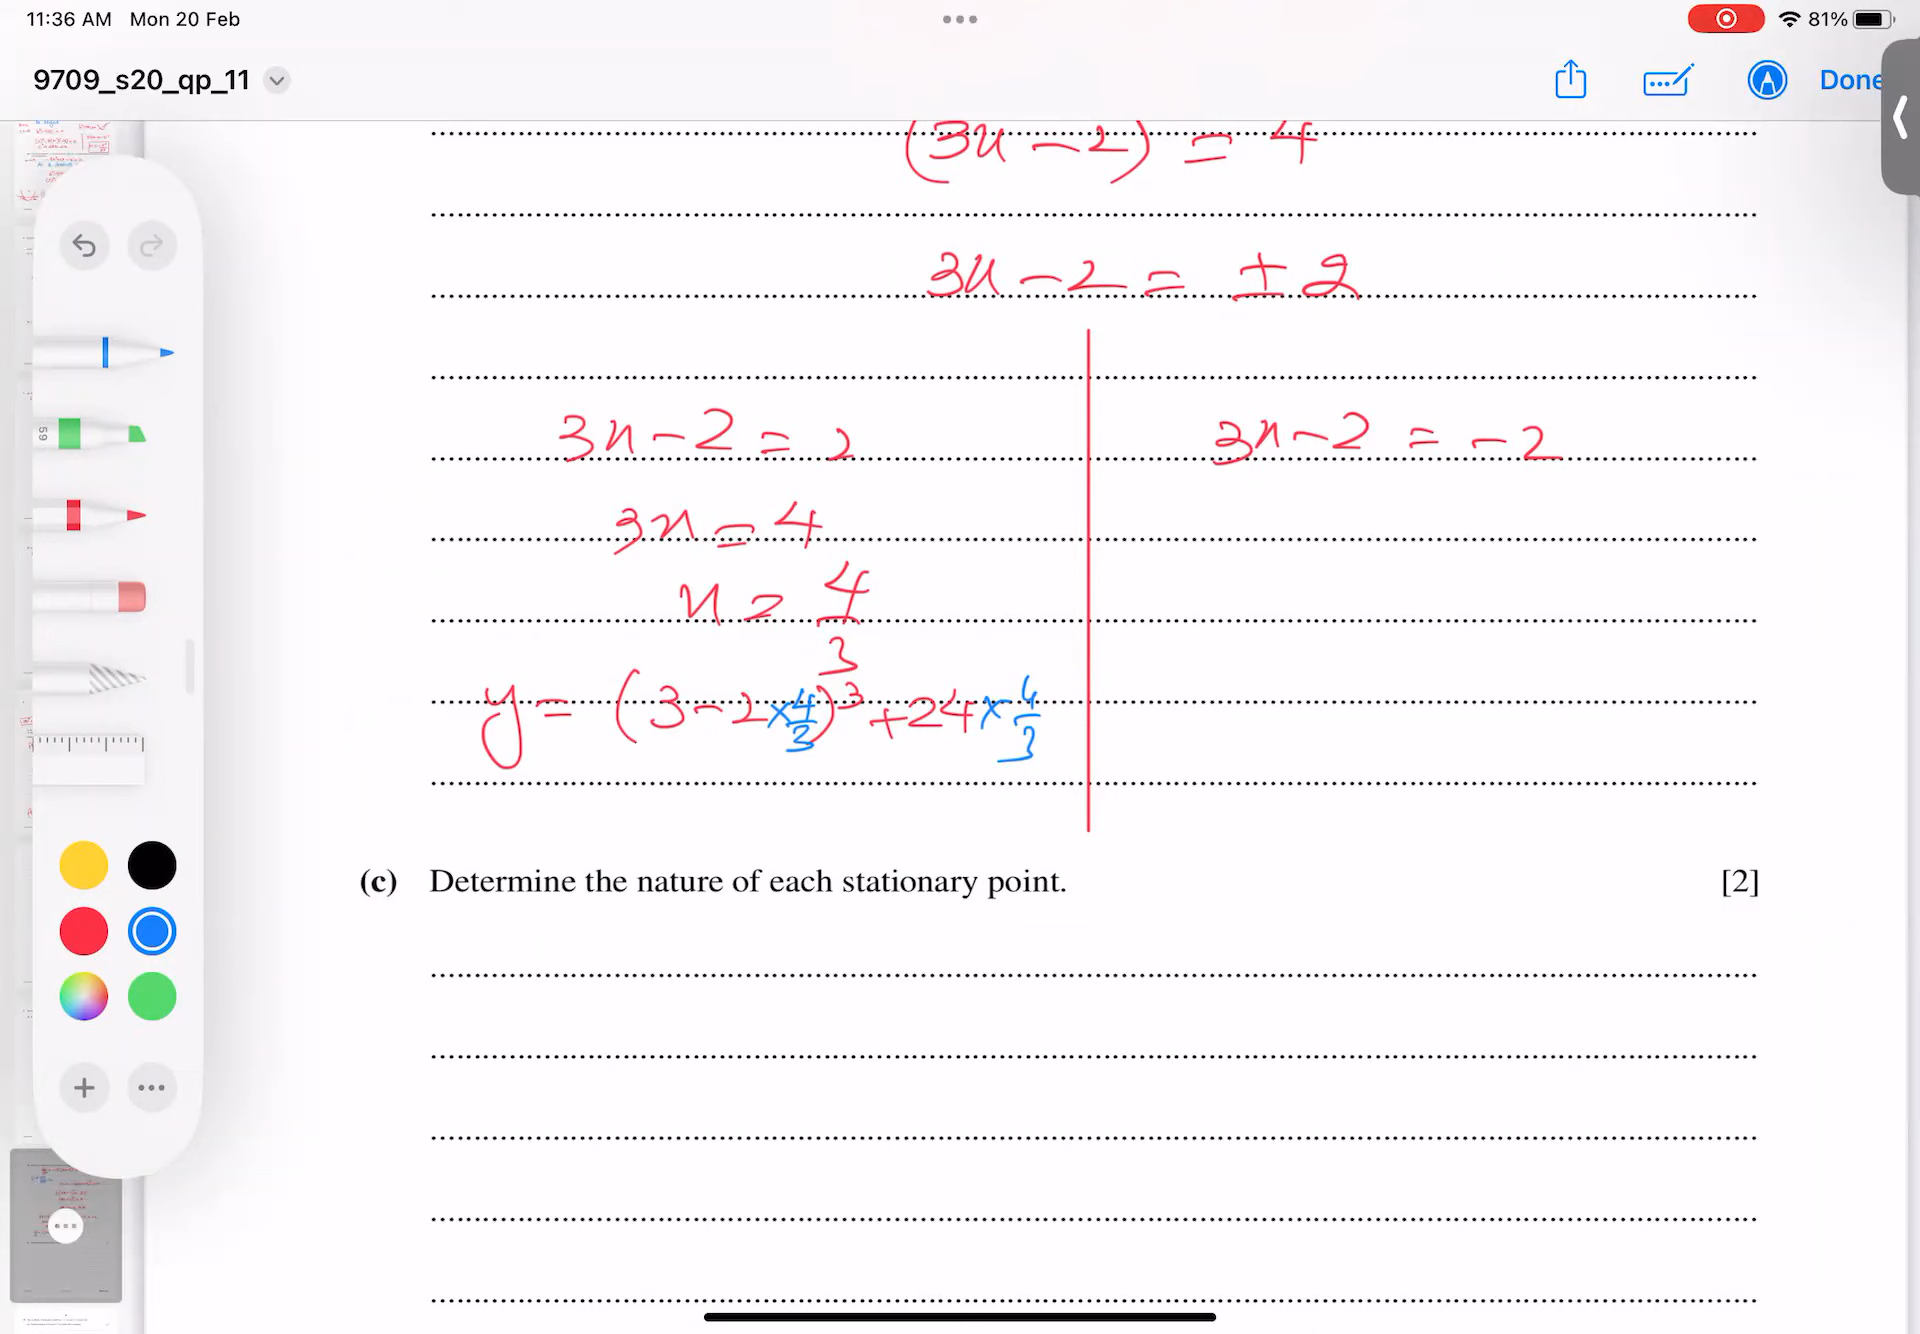 11:36 AM Mon 20 Feb
81%
9709_s20_qp_11
Done
(3x − 2) = 4
3x − 2 = ± 2
3x − 2 = 2
3x − 2 = − 2
3x = 4
x = 4/3
y = (3 − 2 × 4/3)³ + 24 × 4/3
(c) Determine the nature of each stationary point. [2]
59